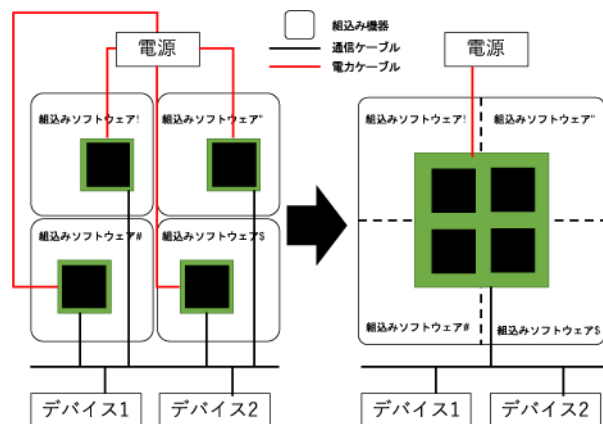 電源
組込み機器
通信ケーブル
電力ケーブル
電源
組込みソフトウェア!
組込みソフトウェア"
組込みソフトウェア#
組込みソフトウェア$
デバイス1
デバイス2
組込みソフトウェア!
組込みソフトウェア"
組込みソフトウェア#
組込みソフトウェア$
デバイス1
デバイス2